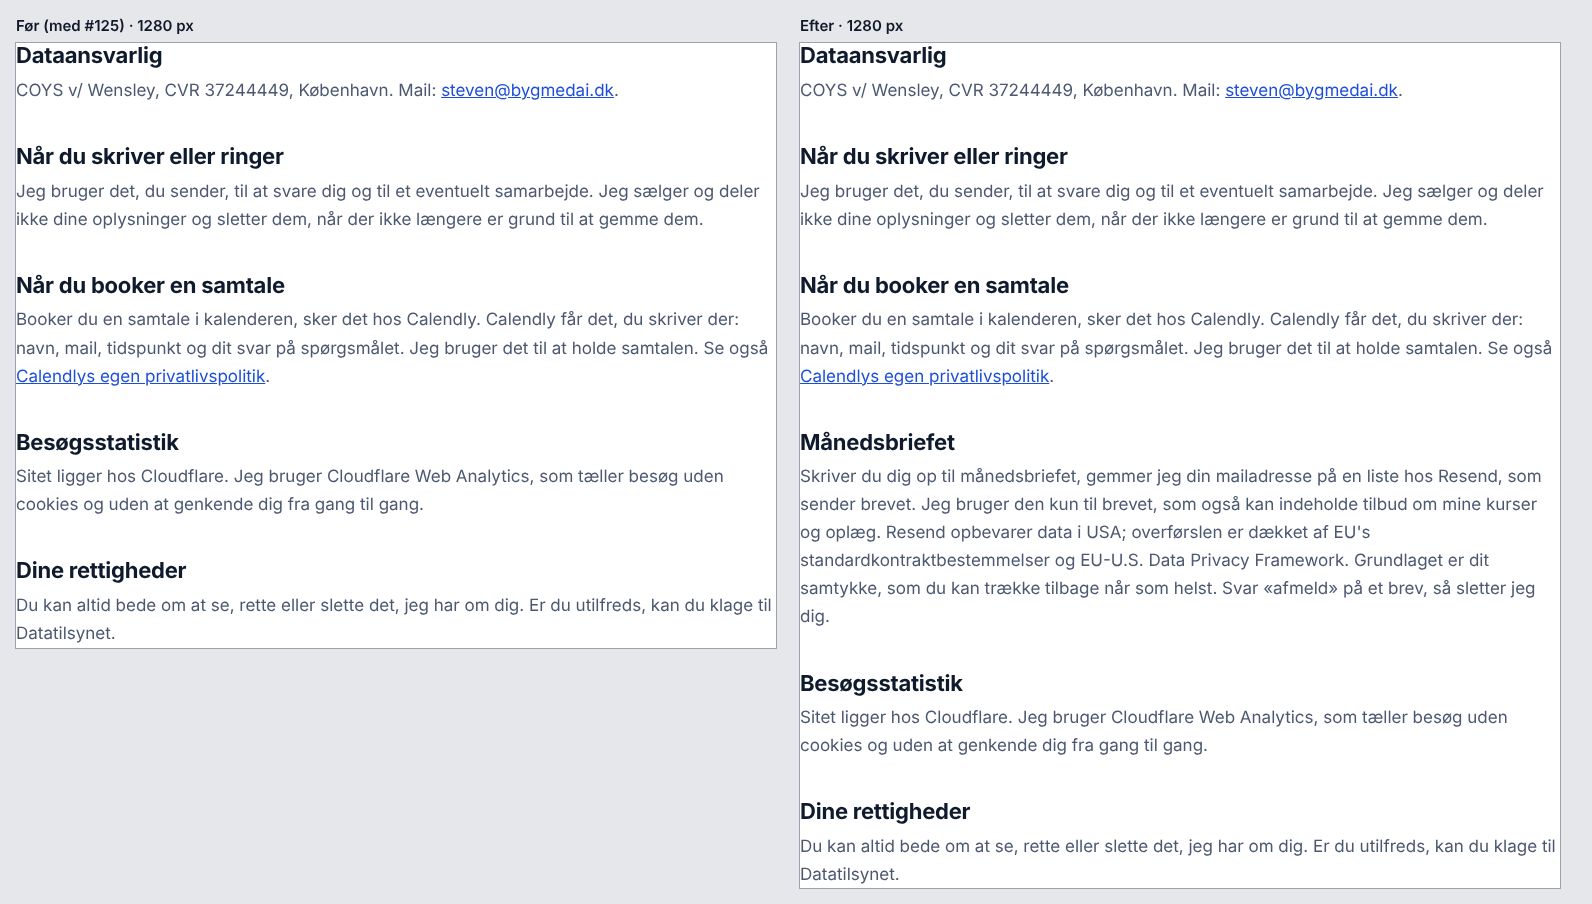 Før (med #125) · 1280 px
Dataansvarlig
COYS v/ Wensley, CVR 37244449, København. Mail: steven@bygmedai.dk.
Når du skriver eller ringer
Jeg bruger det, du sender, til at svare dig og til et eventuelt samarbejde. Jeg sælger og deler
ikke dine oplysninger og sletter dem, når der ikke længere er grund til at gemme dem.
Når du booker en samtale
Booker du en samtale i kalenderen, sker det hos Calendly. Calendly får det, du skriver der:
navn, mail, tidspunkt og dit svar på spørgsmålet. Jeg bruger det til at holde samtalen. Se også
Calendlys egen privatlivspolitik.
Besøgsstatistik
Sitet ligger hos Cloudflare. Jeg bruger Cloudflare Web Analytics, som tæller besøg uden
cookies og uden at genkende dig fra gang til gang.
Dine rettigheder
Du kan altid bede om at se, rette eller slette det, jeg har om dig. Er du utilfreds, kan du klage til
Datatilsynet.
Efter · 1280 px
Dataansvarlig
COYS v/ Wensley, CVR 37244449, København. Mail: steven@bygmedai.dk.
Når du skriver eller ringer
Jeg bruger det, du sender, til at svare dig og til et eventuelt samarbejde. Jeg sælger og deler
ikke dine oplysninger og sletter dem, når der ikke længere er grund til at gemme dem.
Når du booker en samtale
Booker du en samtale i kalenderen, sker det hos Calendly. Calendly får det, du skriver der:
navn, mail, tidspunkt og dit svar på spørgsmålet. Jeg bruger det til at holde samtalen. Se også
Calendlys egen privatlivspolitik.
Månedsbriefet
Skriver du dig op til månedsbriefet, gemmer jeg din mailadresse på en liste hos Resend, som
sender brevet. Jeg bruger den kun til brevet, som også kan indeholde tilbud om mine kurser
og oplæg. Resend opbevarer data i USA; overførslen er dækket af EU's
standardkontraktbestemmelser og EU-U.S. Data Privacy Framework. Grundlaget er dit
samtykke, som du kan trække tilbage når som helst. Svar «afmeld» på et brev, så sletter jeg
dig.
Besøgsstatistik
Sitet ligger hos Cloudflare. Jeg bruger Cloudflare Web Analytics, som tæller besøg uden
cookies og uden at genkende dig fra gang til gang.
Dine rettigheder
Du kan altid bede om at se, rette eller slette det, jeg har om dig. Er du utilfreds, kan du klage til
Datatilsynet.